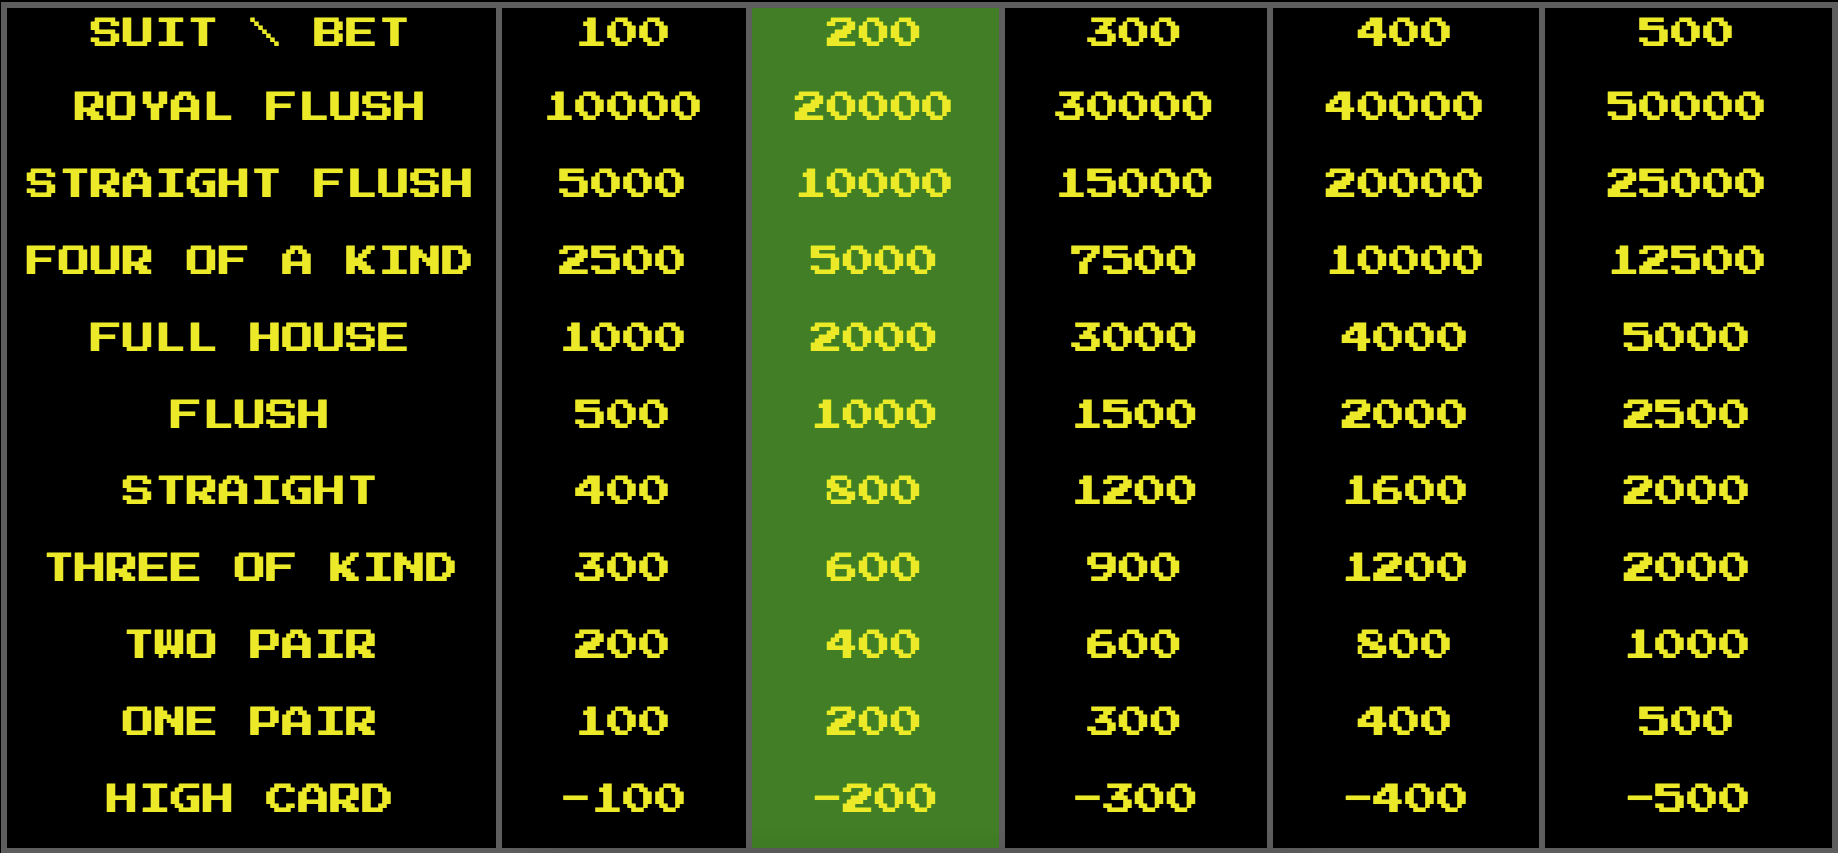 SUIT \ BET 100 200 300 400 500
ROYAL FLUSH 10000 20000 30000 40000 50000
STRAIGHT FLUSH 5000 10000 15000 20000 25000
FOUR OF A KIND 2500 5000 7500 10000 12500
FULL HOUSE 1000 2000 3000 4000 5000
FLUSH 500 1000 1500 2000 2500
STRAIGHT 400 800 1200 1600 2000
THREE OF KIND 300 600 900 1200 2000
TWO PAIR 200 400 600 800 1000
ONE PAIR 100 200 300 400 500
HIGH CARD -100 -200 -300 -400 -500